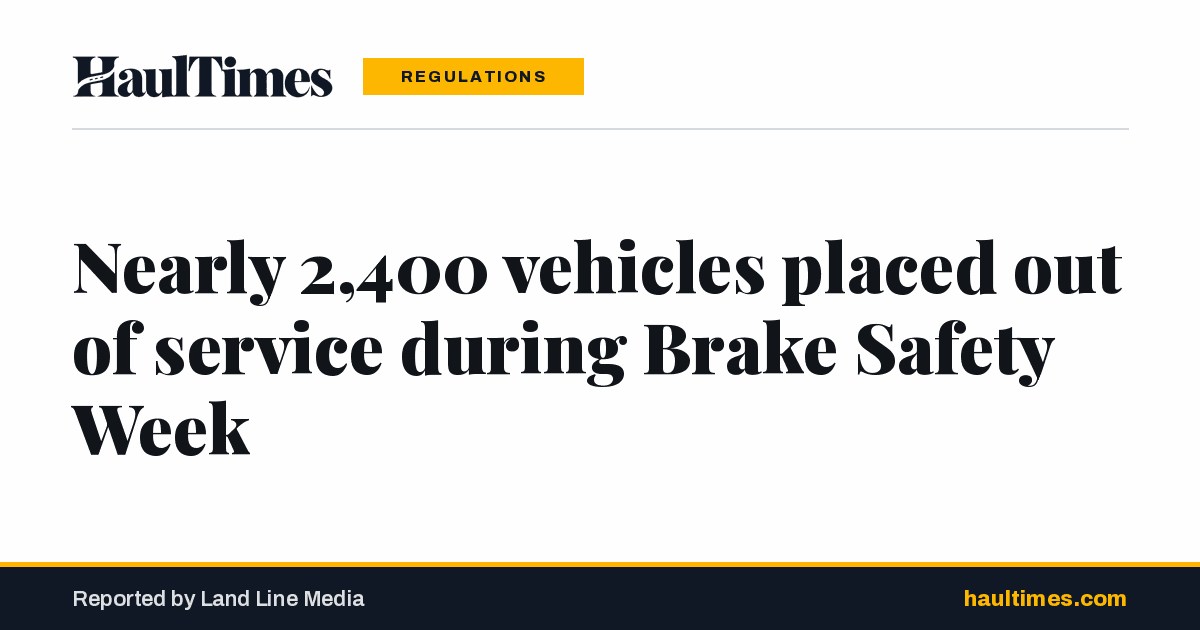 HaulTimes
REGULATIONS
Nearly 2,400 vehicles placed out
of service during Brake Safety
Week
Reported by Land Line Media
haultimes.com